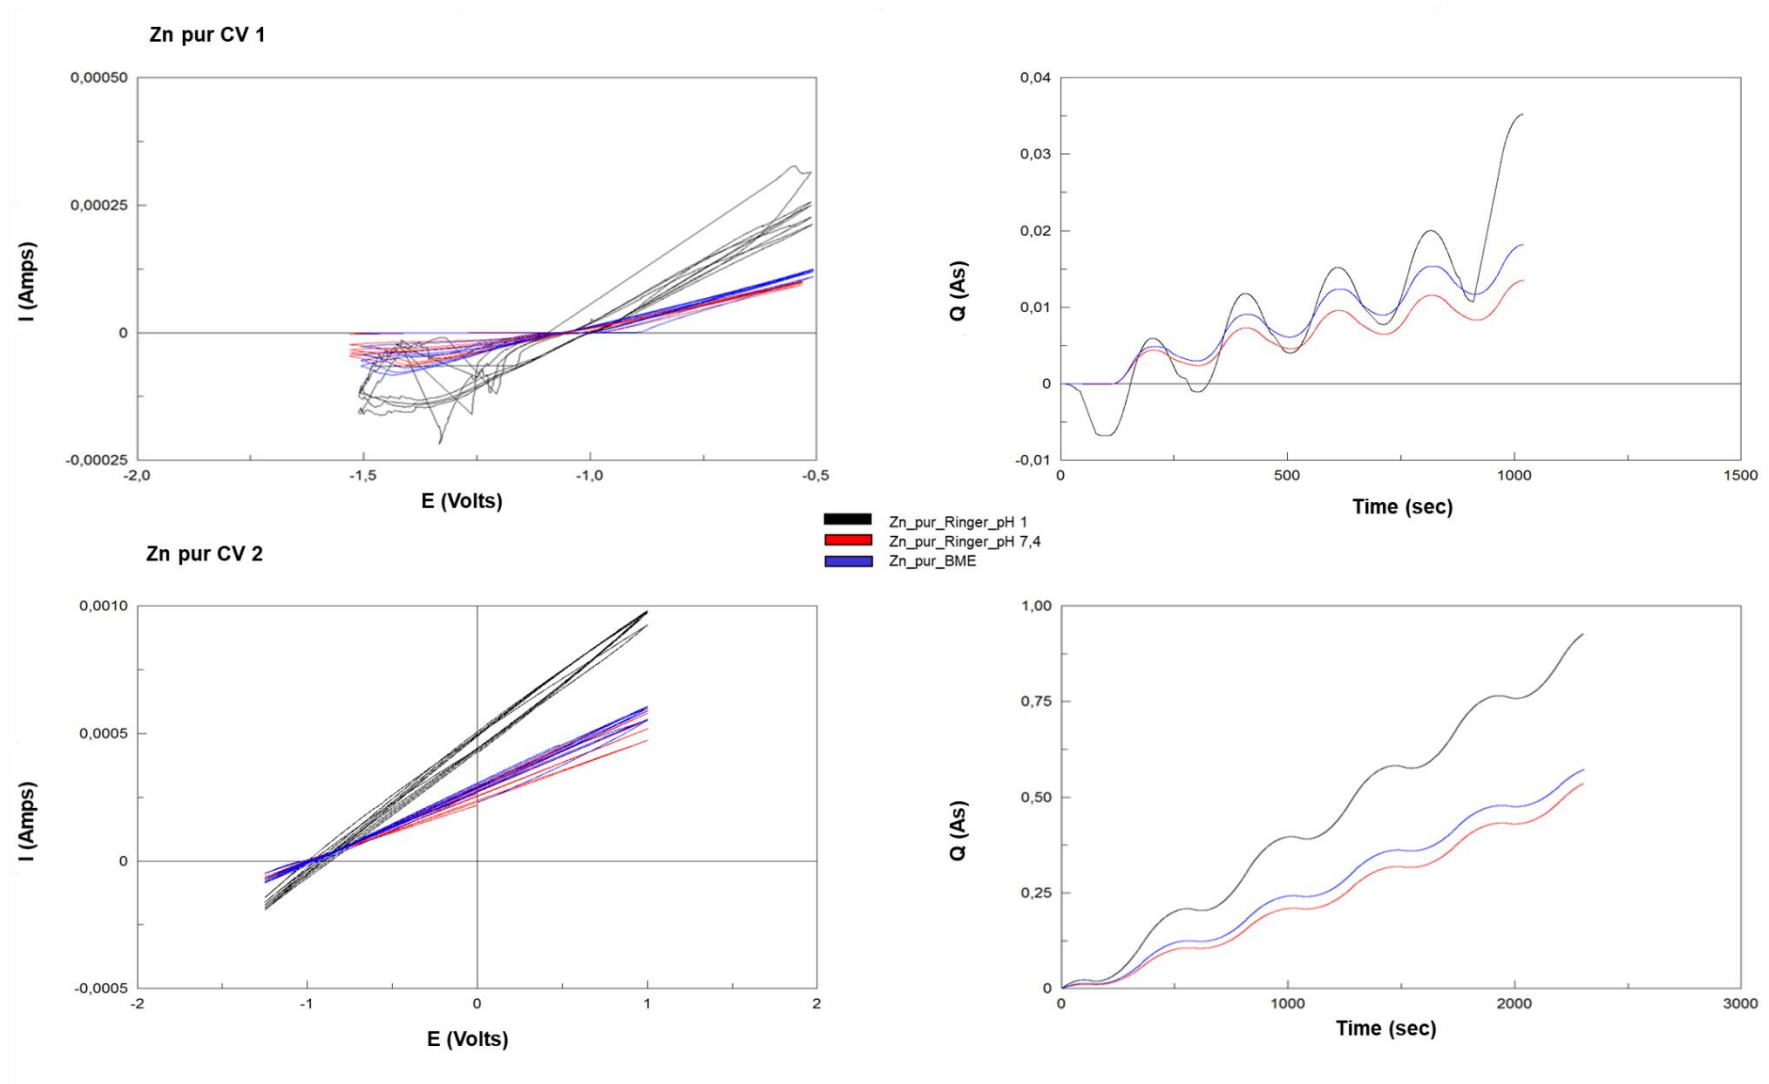 Zn pur CV 1
0,00050
0,00025
0
-0,00025
-2,0
-1,5
-1,0
-0,5
I (Amps)
E (Volts)
0,04
0,03
0,02
0,01
0
-0,01
0
500
1000
1500
Q (As)
Time (sec)
Zn_pur_Ringer_pH 1
Zn_pur_Ringer_pH 7,4
Zn_pur_BME
Zn pur CV 2
0,0010
0,0005
0
-0,0005
-2
-1
0
1
2
I (Amps)
E (Volts)
1,00
0,75
0,50
0,25
0
0
1000
2000
3000
Q (As)
Time (sec)